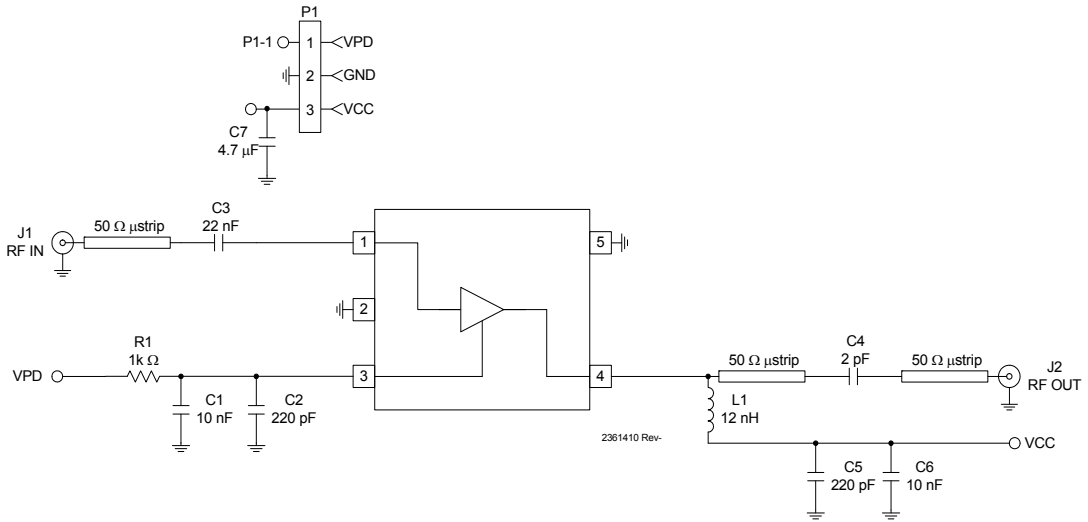 P1
P1-1
1
VPD
2
GND
3
VCC
C7
4.7 μF
J1
RF IN
50 Ω μstrip
C3
22 nF
1
5
2
R1
1k Ω
VPD
3
C1
10 nF
C2
220 pF
4
50 Ω μstrip
C4
2 pF
50 Ω μstrip
J2
RF OUT
L1
12 nH
2361410 Rev-
VCC
C5
220 pF
C6
10 nF